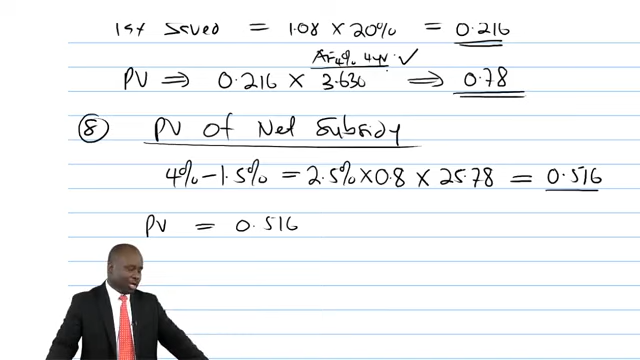 1st Saved = 1.08 × 20% = 0.216
AF4% 4yr ✓
PV ⇒ 0.216 × 3.630 ⇒ 0.78
⑧ PV Of Net Subsidy
4% - 1.5% = 2.5% × 0.8 × 25.78 = 0.516
PV = 0.516